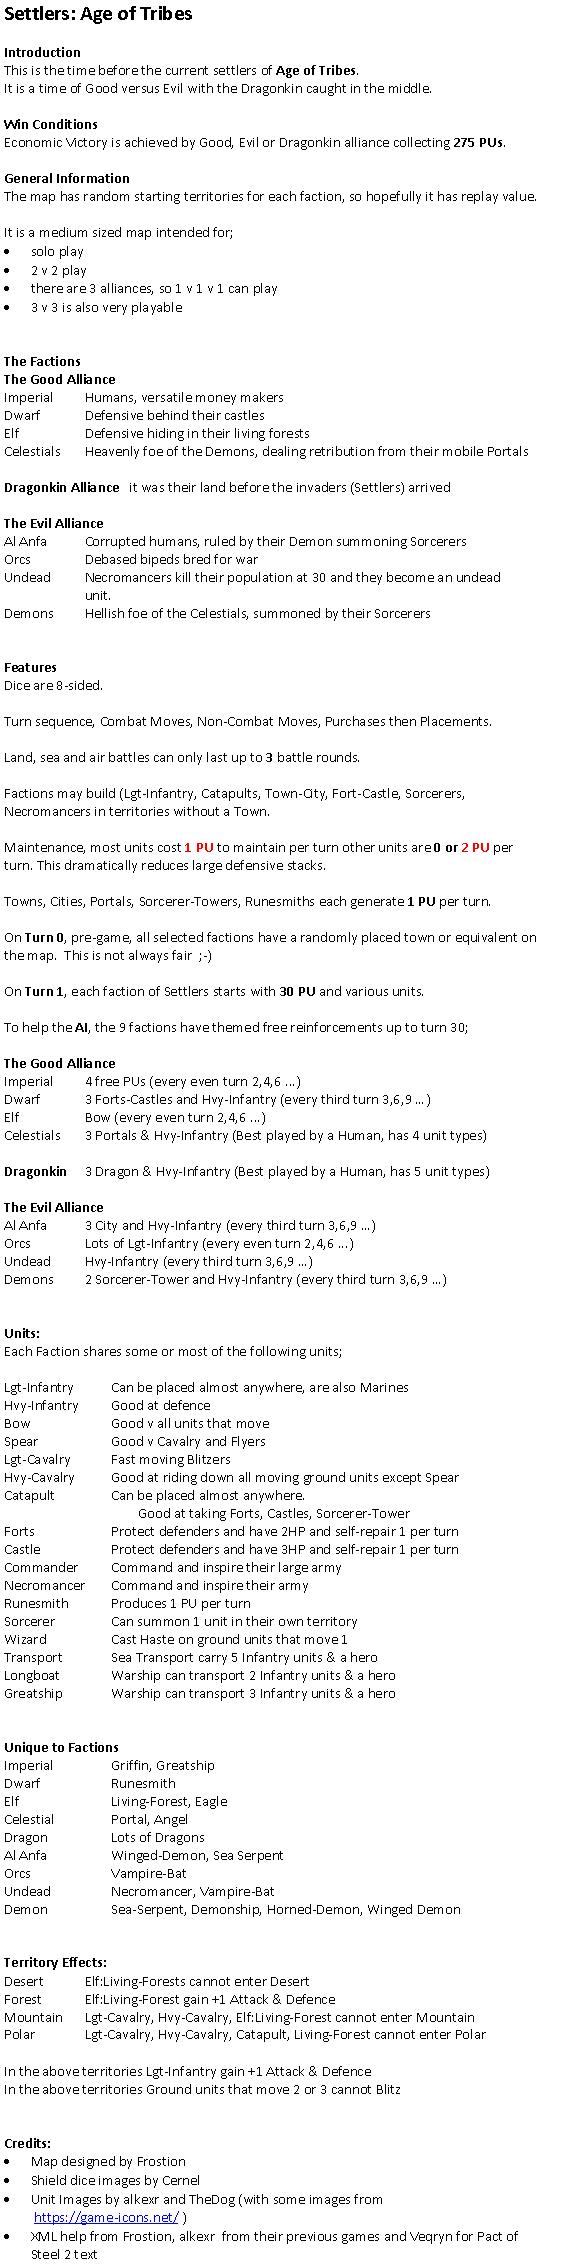 Settlers: Age of Tribes
Introduction
This is the time before the current settlers of Age of Tribes.
It is a time of Good versus Evil with the Dragonkin caught in the middle.
Win Conditions
Economic Victory is achieved by Good, Evil or Dragonkin alliance collecting 275 PUs.
General Information
The map has random starting territories for each faction, so hopefully it has replay value.
It is a medium sized map intended for;
• solo play
• 2 v 2 play
• there are 3 alliances, so 1 v 1 v 1 can play
• 3 v 3 is also very playable
The Factions
The Good Alliance
Imperial Humans, versatile money makers
Dwarf Defensive behind their castles
Elf Defensive hiding in their living forests
Celestials Heavenly foe of the Demons, dealing retribution from their mobile Portals
Dragonkin Alliance it was their land before the invaders (Settlers) arrived
The Evil Alliance
Al Anfa Corrupted humans, ruled by their Demon summoning Sorcerers
Orcs Debased bipeds bred for war
Undead Necromancers kill their population at 30 and they become an undead
unit.
Demons Hellish foe of the Celestials, summoned by their Sorcerers
Features
Dice are 8-sided.
Turn sequence, Combat Moves, Non-Combat Moves, Purchases then Placements.
Land, sea and air battles can only last up to 3 battle rounds.
Factions may build (Lgt-Infantry, Catapults, Town-City, Fort-Castle, Sorcerers,
Necromancers in territories without a Town.
Maintenance, most units cost 1 PU to maintain per turn other units are 0 or 2 PU per
turn. This dramatically reduces large defensive stacks.
Towns, Cities, Portals, Sorcerer-Towers, Runesmiths each generate 1 PU per turn.
On Turn 0, pre-game, all selected factions have a randomly placed town or equivalent on
the map. This is not always fair ;-)
On Turn 1, each faction of Settlers starts with 30 PU and various units.
To help the AI, the 9 factions have themed free reinforcements up to turn 30;
The Good Alliance
Imperial 4 free PUs (every even turn 2,4,6 ...)
Dwarf 3 Forts-Castles and Hvy-Infantry (every third turn 3,6,9 ...)
Elf Bow (every even turn 2,4,6 ...)
Celestials 3 Portals & Hvy-Infantry (Best played by a Human, has 4 unit types)
Dragonkin 3 Dragon & Hvy-Infantry (Best played by a Human, has 5 unit types)
The Evil Alliance
Al Anfa 3 City and Hvy-Infantry (every third turn 3,6,9 ...)
Orcs Lots of Lgt-Infantry (every even turn 2,4,6 ...)
Undead Hvy-Infantry (every third turn 3,6,9 ...)
Demons 2 Sorcerer-Tower and Hvy-Infantry (every third turn 3,6,9 ...)
Units:
Each Faction shares some or most of the following units;
Lgt-Infantry Can be placed almost anywhere, are also Marines
Hvy-Infantry Good at defence
Bow Good v all units that move
Spear Good v Cavalry and Flyers
Lgt-Cavalry Fast moving Blitzers
Hvy-Cavalry Good at riding down all moving ground units except Spear
Catapult Can be placed almost anywhere.
Good at taking Forts, Castles, Sorcerer-Tower
Forts Protect defenders and have 2HP and self-repair 1 per turn
Castle Protect defenders and have 3HP and self-repair 1 per turn
Commander Command and inspire their large army
Necromancer Command and inspire their army
Runesmith Produces 1 PU per turn
Sorcerer Can summon 1 unit in their own territory
Wizard Cast Haste on ground units that move 1
Transport Sea Transport carry 5 Infantry units & a hero
Longboat Warship can transport 2 Infantry units & a hero
Greatship Warship can transport 3 Infantry units & a hero
Unique to Factions
Imperial Griffin, Greatship
Dwarf Runesmith
Elf Living-Forest, Eagle
Celestial Portal, Angel
Dragon Lots of Dragons
Al Anfa Winged-Demon, Sea Serpent
Orcs Vampire-Bat
Undead Necromancer, Vampire-Bat
Demon Sea-Serpent, Demonship, Horned-Demon, Winged Demon
Territory Effects:
Desert Elf:Living-Forests cannot enter Desert
Forest Elf:Living-Forest gain +1 Attack & Defence
Mountain Lgt-Cavalry, Hvy-Cavalry, Elf:Living-Forest cannot enter Mountain
Polar Lgt-Cavalry, Hvy-Cavalry, Catapult, Living-Forest cannot enter Polar
In the above territories Lgt-Infantry gain +1 Attack & Defence
In the above territories Ground units that move 2 or 3 cannot Blitz
Credits:
• Map designed by Frostion
• Shield dice images by Cernel
• Unit Images by alkexr and TheDog (with some images from
https://game-icons.net/ )
• XML help from Frostion, alkexr from their previous games and Veqryn for Pact of
Steel 2 text